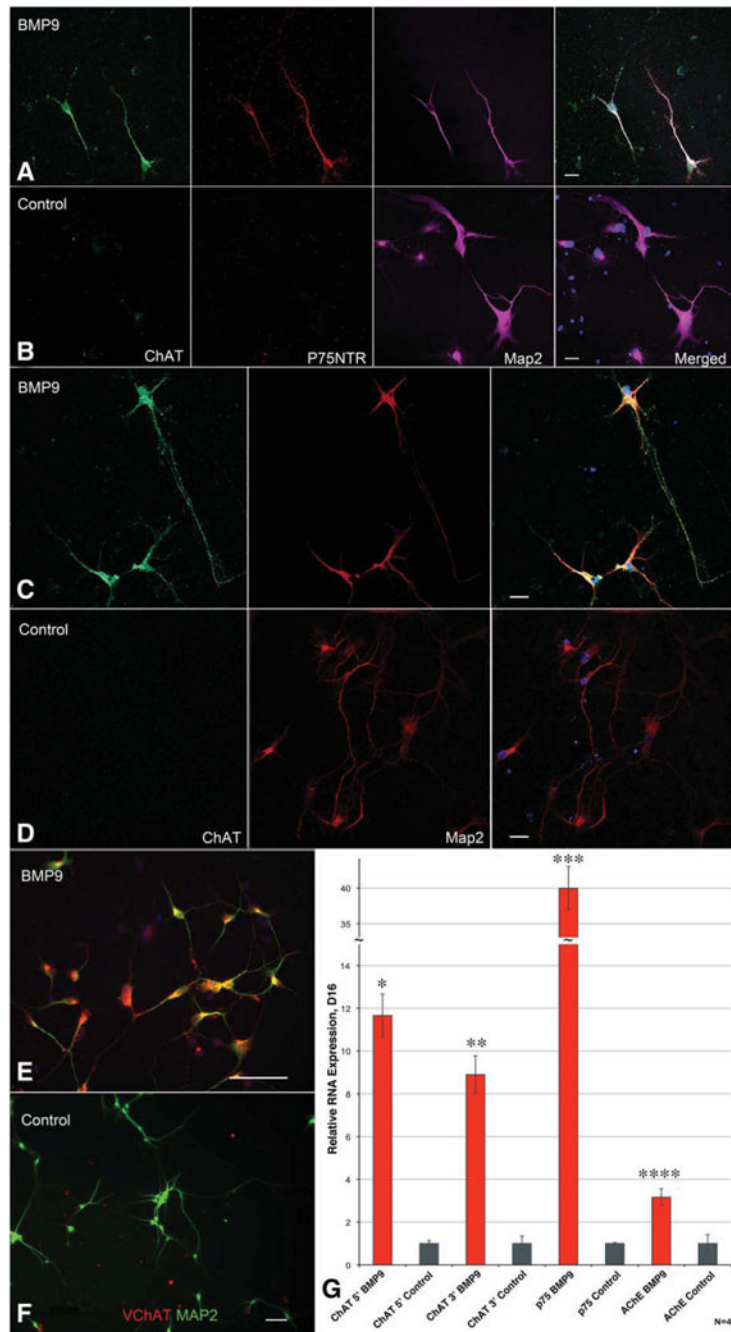 BMP9
A
Control
B
ChAT
P75NTR
Map2
Merged
BMP9
C
Control
D
ChAT
Map2
BMP9
E
Control
F
VChAT MAP2
***
40
35
~
~
14
12
10
8
6
4
2
0
*
**
****
Relative RNA Expression, D16
G
ChAT 5' BMP9
ChAT 5' Control
ChAT 3' BMP9
ChAT 3' Control
p75 BMP9
p75 Control
AChE BMP9
AChE Control
N=4